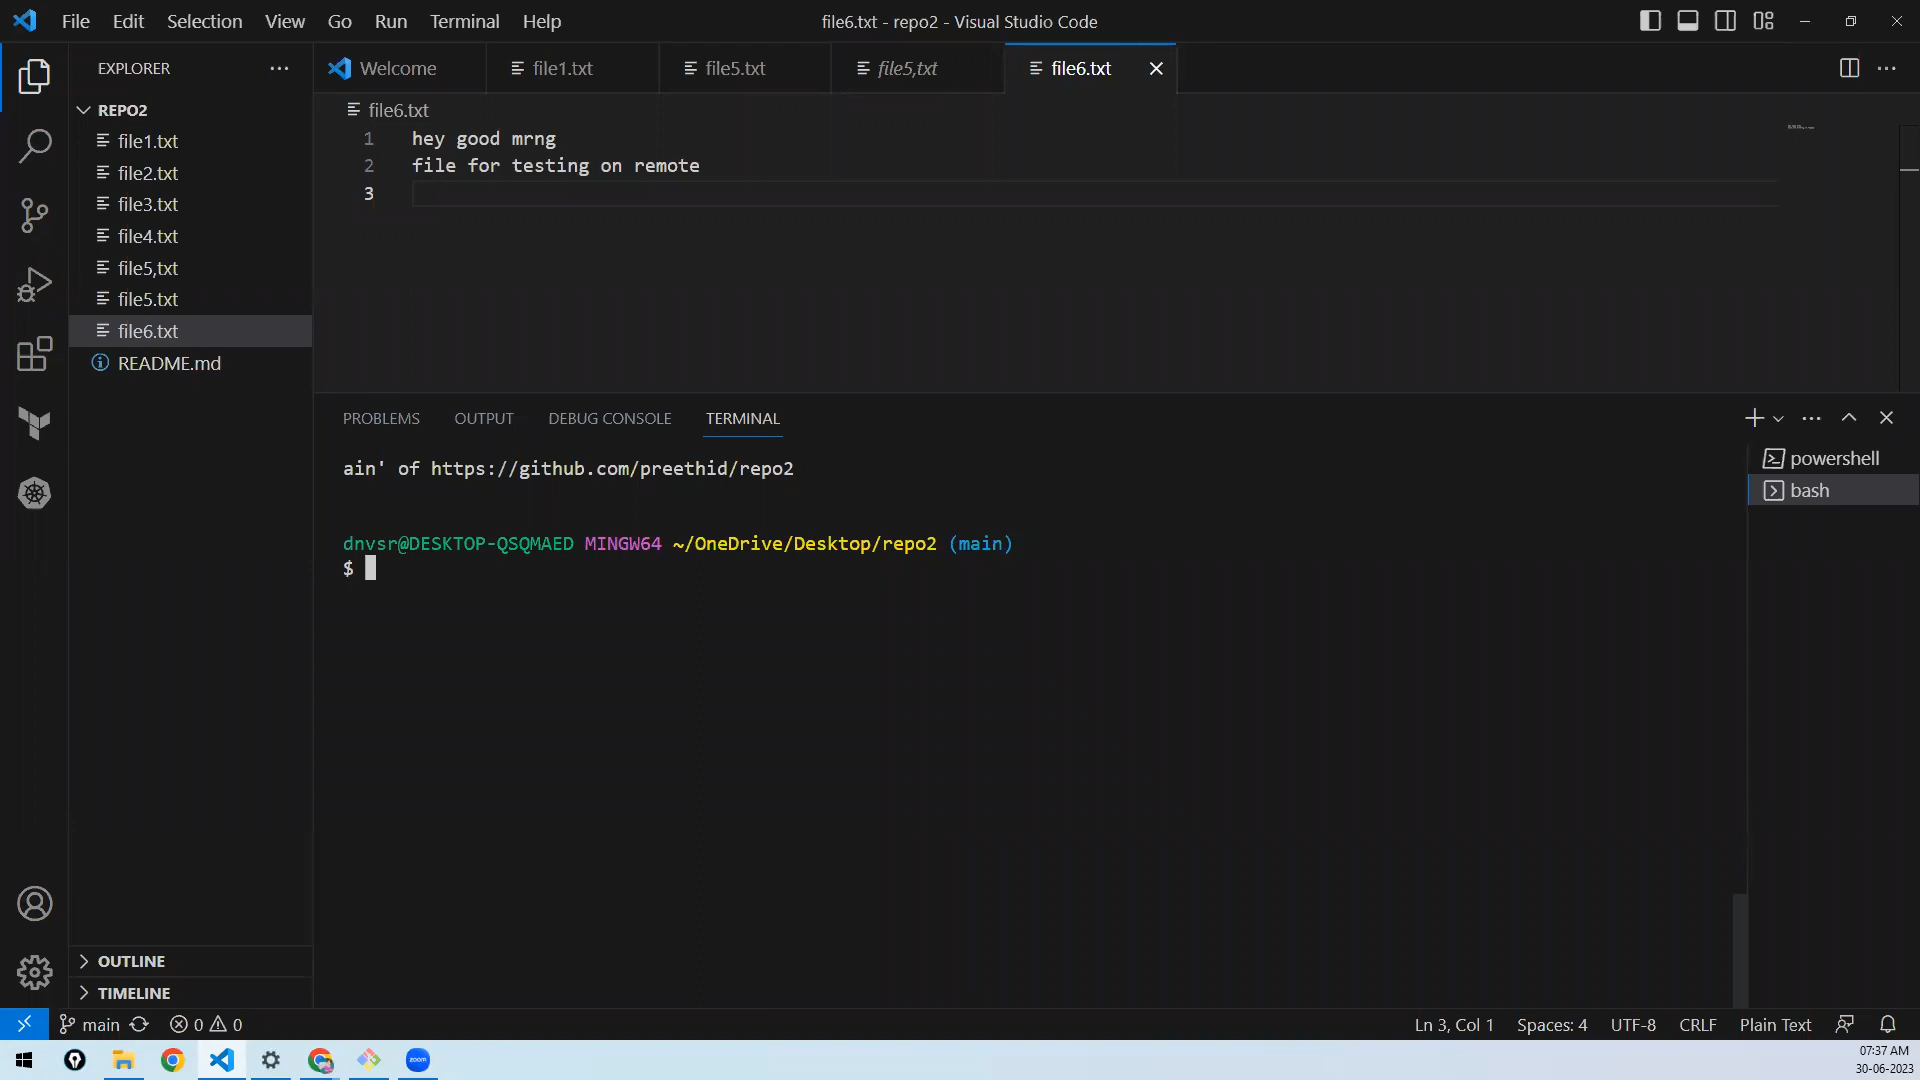 File Edit Selection View Go Run Terminal Help
file6.txt - repo2 - Visual Studio Code
EXPLORER
Welcome
file1.txt
file5.txt
file5,txt
file6.txt
REPO2
file1.txt
file2.txt
file3.txt
file4.txt
file5,txt
file5.txt
file6.txt
README.md
file6.txt
1 hey good mrng
2 file for testing on remote
3
PROBLEMS OUTPUT DEBUG CONSOLE TERMINAL
ain' of https://github.com/preethid/repo2
dnvsr@DESKTOP-QSQMAED MINGW64 ~/OneDrive/Desktop/repo2 (main)
$
powershell
bash
OUTLINE
TIMELINE
main 0 0
Ln 3, Col 1 Spaces: 4 UTF-8 CRLF Plain Text
zoom
07:37 AM
30-06-2023